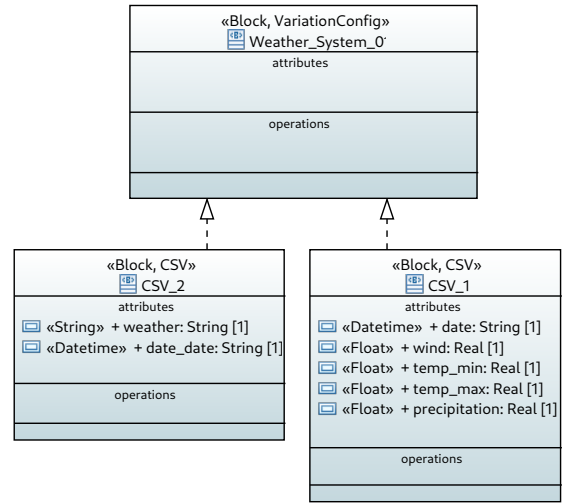 «Block, VariationConfig»
Weather_System_01
attributes
operations
«Block, CSV»
CSV_2
attributes
«String» + weather: String [1]
«Datetime» + date_date: String [1]
operations
«Block, CSV»
CSV_1
attributes
«Datetime» + date: String [1]
«Float» + wind: Real [1]
«Float» + temp_min: Real [1]
«Float» + temp_max: Real [1]
«Float» + precipitation: Real [1]
operations